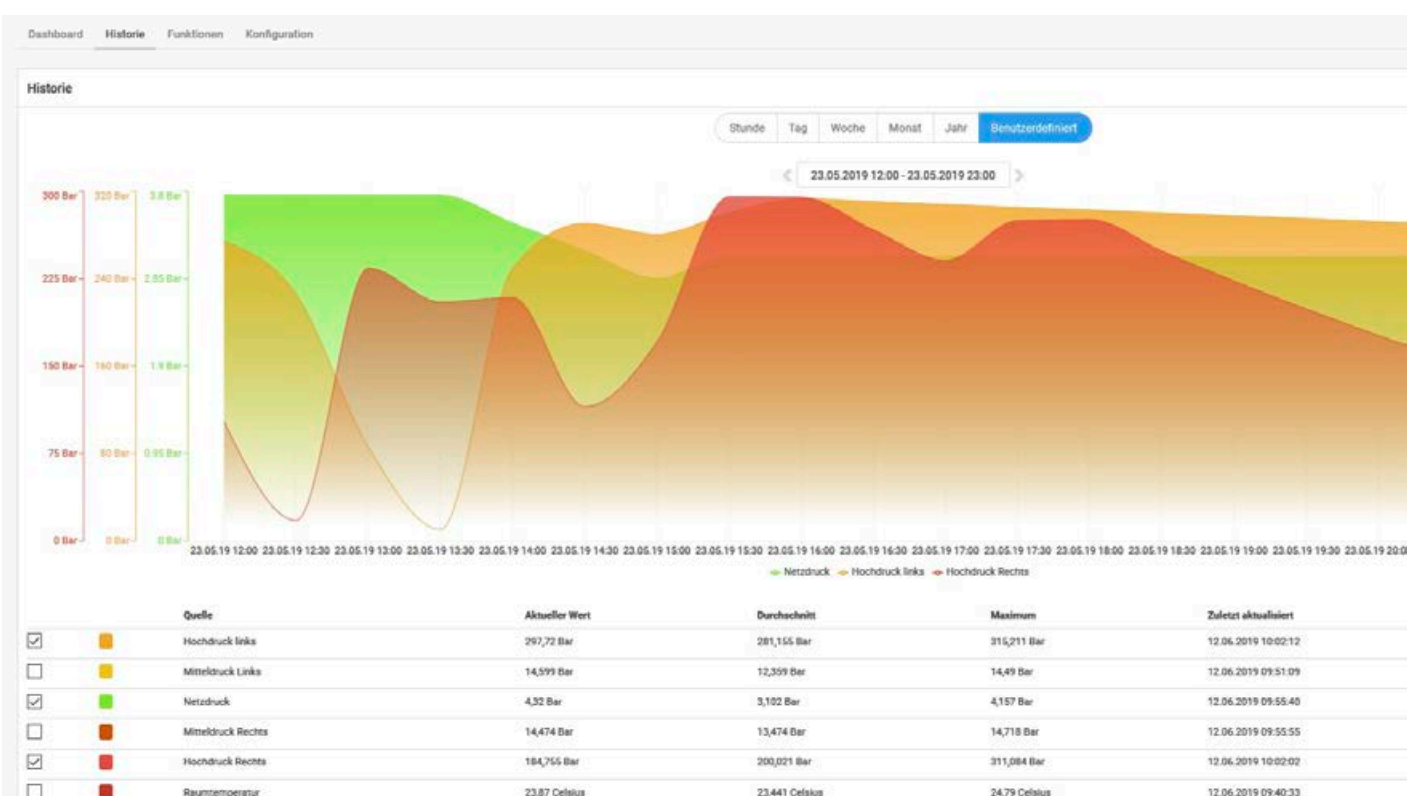 Dashboard Historie Funktionen Konfiguration
Historie
Stunde Tag Woche Monat Jahr Benutzerdefiniert
23.05.2019 12:00 - 23.05.2019 23:00
300 Bar 320 Bar 3.8 Bar
225 Bar 240 Bar 2.85 Bar
150 Bar 160 Bar 1.9 Bar
75 Bar 80 Bar 0.95 Bar
0 Bar 0 Bar 0 Bar
23.05.19 12:00 23.05.19 12:30 23.05.19 13:00 23.05.19 13:30 23.05.19 14:00 23.05.19 14:30 23.05.19 15:00 23.05.19 15:30 23.05.19 16:00 23.05.19 16:30 23.05.19 17:00 23.05.19 17:30 23.05.19 18:00 23.05.19 18:30 23.05.19 19:00 23.05.19 19:30 23.05.19 20:0
Netzdruck Hochdruck links Hochdruck Rechts
Quelle Aktueller Wert Durchschnitt Maximum Zuletzt aktualisiert
Hochdruck links 297,72 Bar 281,155 Bar 315,211 Bar 12.06.2019 10:02:12
Mitteldruck Links 14,599 Bar 12,359 Bar 14,49 Bar 12.06.2019 09:51:09
Netzdruck 4,32 Bar 3,102 Bar 4,157 Bar 12.06.2019 09:55:40
Mitteldruck Rechts 14,474 Bar 13,474 Bar 14,718 Bar 12.06.2019 09:55:55
Hochdruck Rechts 184,755 Bar 200,021 Bar 311,084 Bar 12.06.2019 10:02:02
Raumtemperatur 23,87 Celsius 23,441 Celsius 24,79 Celsius 12.06.2019 09:40:33